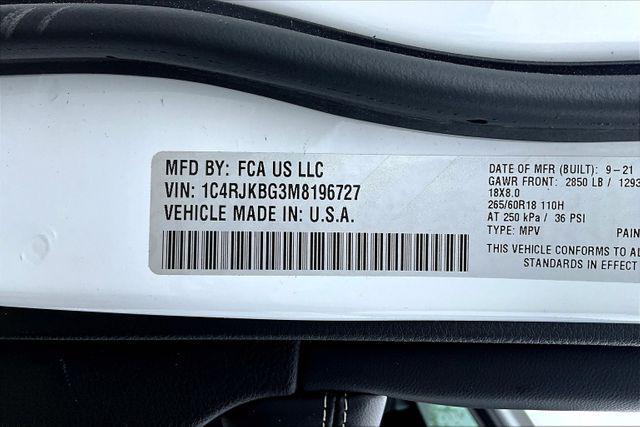 MFD BY: FCA US LLC
VIN: 1C4RJKBG3M8196727
VEHICLE MADE IN: U.S.A.
DATE OF MFR (BUILT): 9-21
GAWR FRONT: 2850 LB / 1293
18X8.0
265/60R18 110H
AT 250 kPa / 36 PSI
TYPE: MPV PAIN
THIS VEHICLE CONFORMS TO AL
STANDARDS IN EFFECT